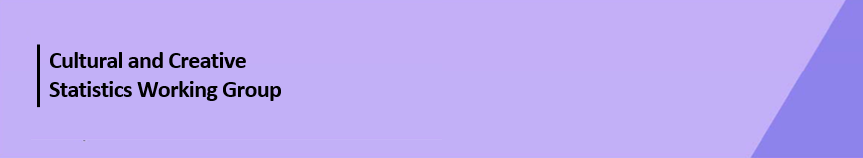 Cultural and Creative
Statistics Working Group